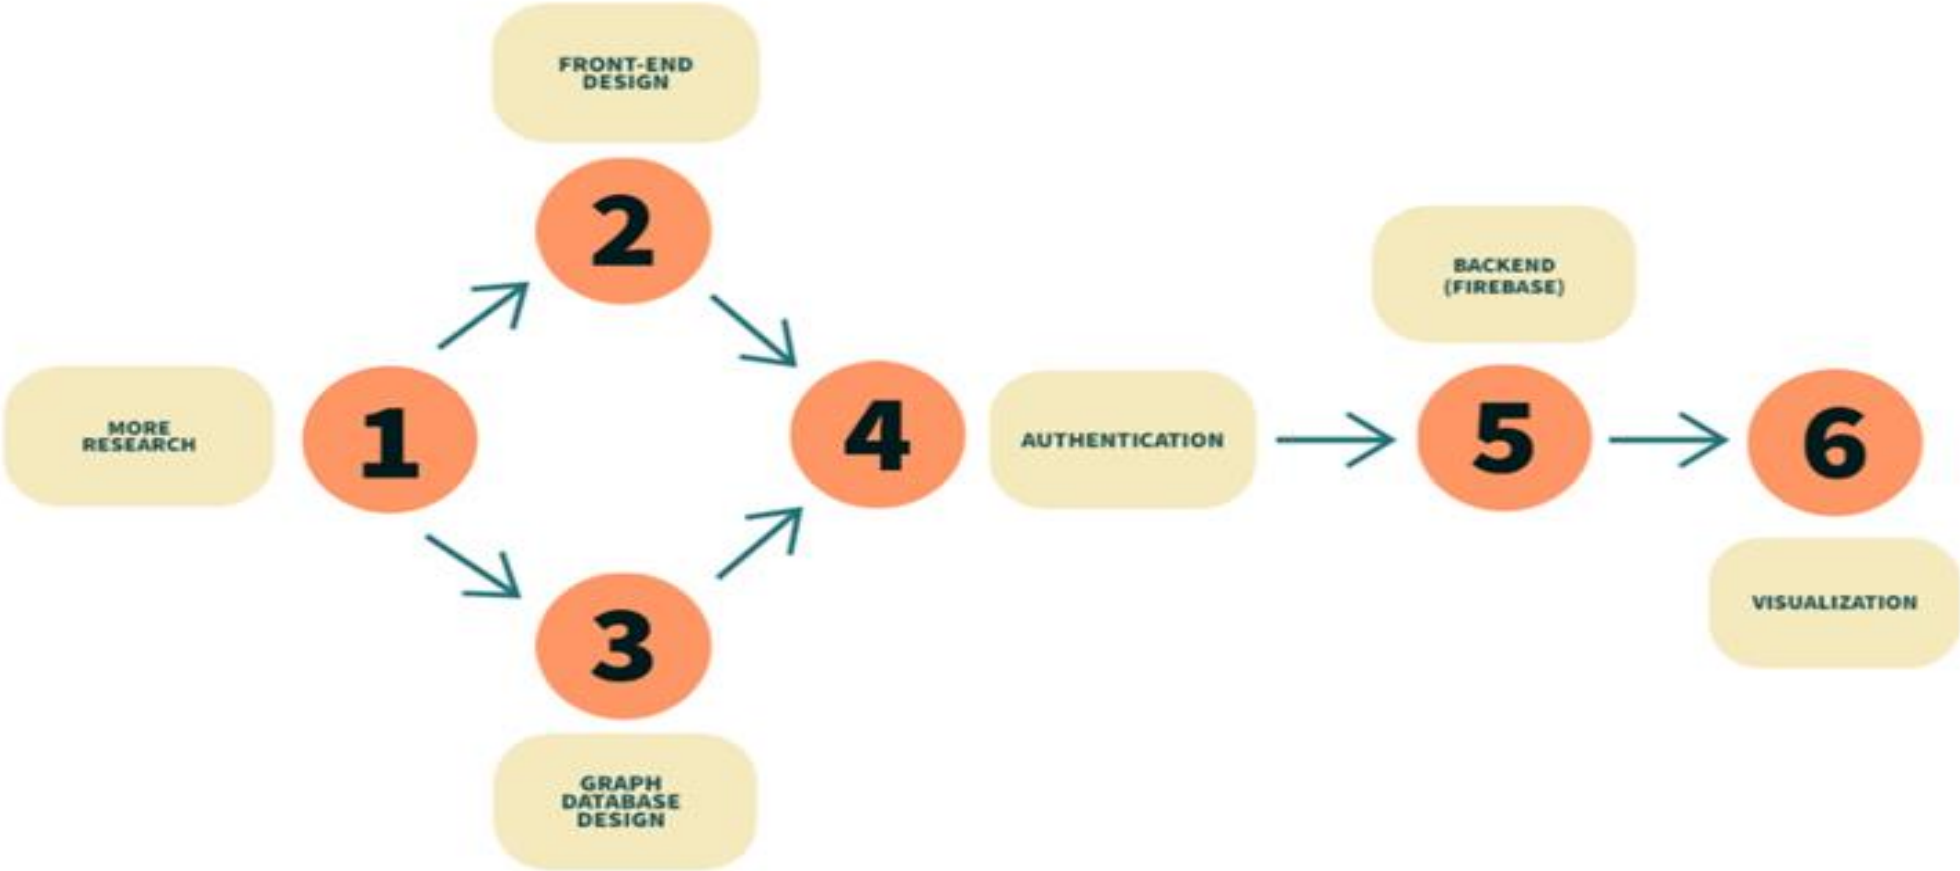 MORE
RESEARCH
1
FRONT-END
DESIGN
2
3
GRAPH
DATABASE
DESIGN
4
AUTHENTICATION
BACKEND
(FIREBASE)
5
6
VISUALIZATION